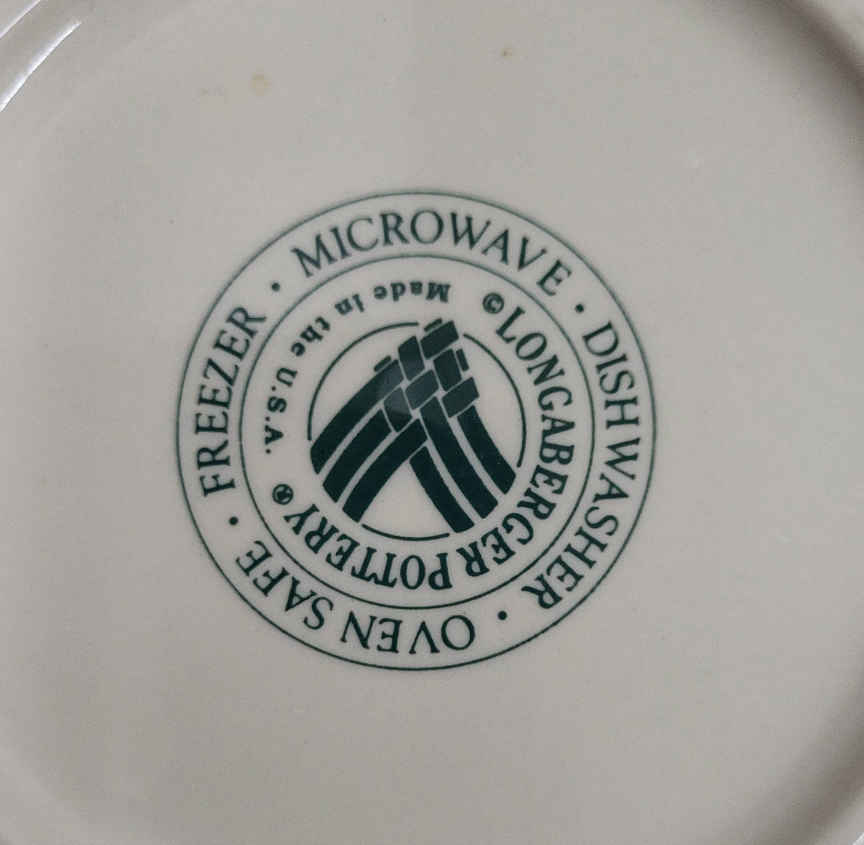 MICROWAVE • DISHWASHER • OVEN SAFE • FREEZER •
© LONGABERGER POTTERY ®
Made in the U.S.A.